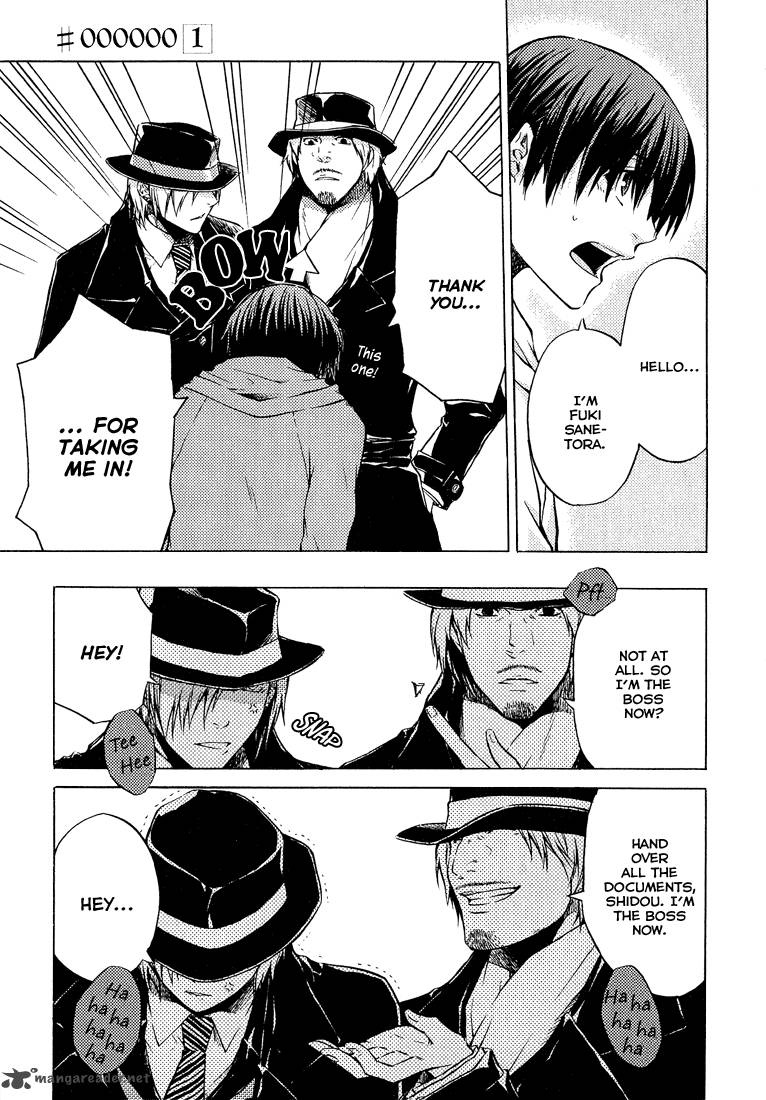 #000000 1
HELLO...
I'M
FUKI
SANE-
TORA.
THANK
YOU...
BOW
This
one!
... FOR
TAKING
ME IN!
Pft
NOT AT
ALL. SO
I'M THE
BOSS
NOW?
SNAP
HEY!
Tee
Hee
HAND
OVER
ALL THE
DOCUMENTS,
SHIDOU. I'M
THE BOSS
NOW.
Ha
ha
ha ha
ha
HEY...
Ha
ha ha
ha ha
ha
mangareader.net